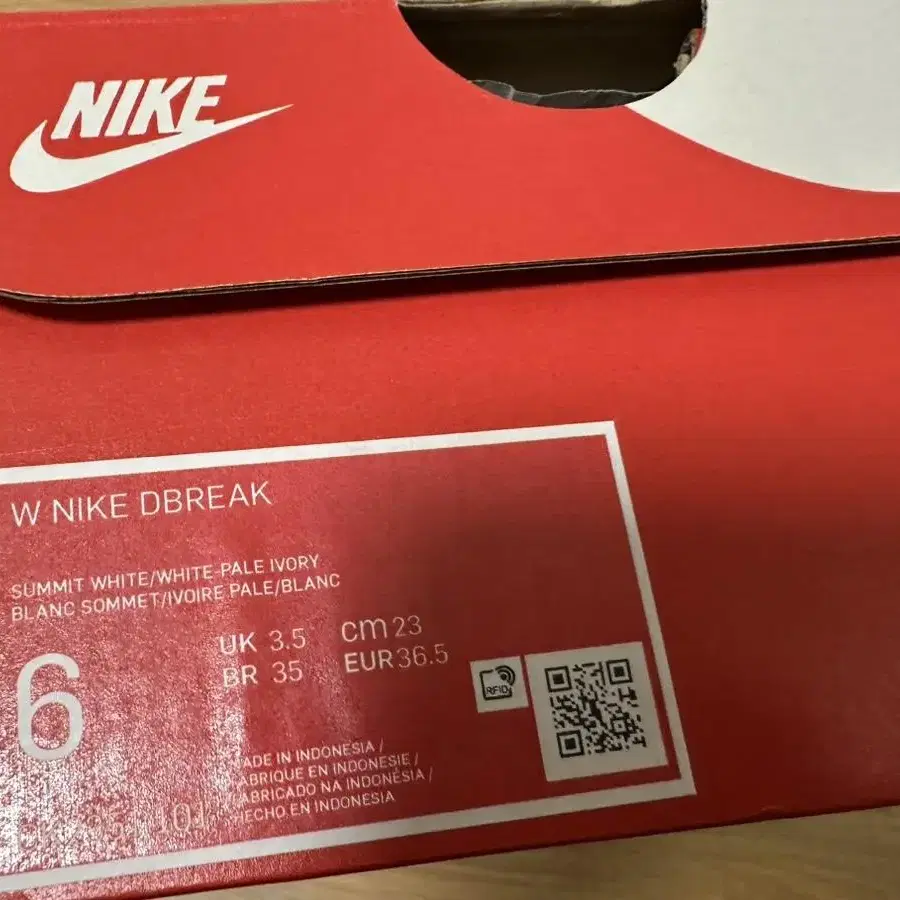 NIKE
W NIKE DBREAK
SUMMIT WHITE/WHITE-PALE IVORY
BLANC SOMMET/IVOIRE PALE/BLANC
6
UK 3.5 cm 23
BR 35 EUR 36.5
RFID
MADE IN INDONESIA /
FABRIQUE EN INDONESIE /
FABRICADO NA INDONÉSIA /
HECHO EN INDONESIA
101